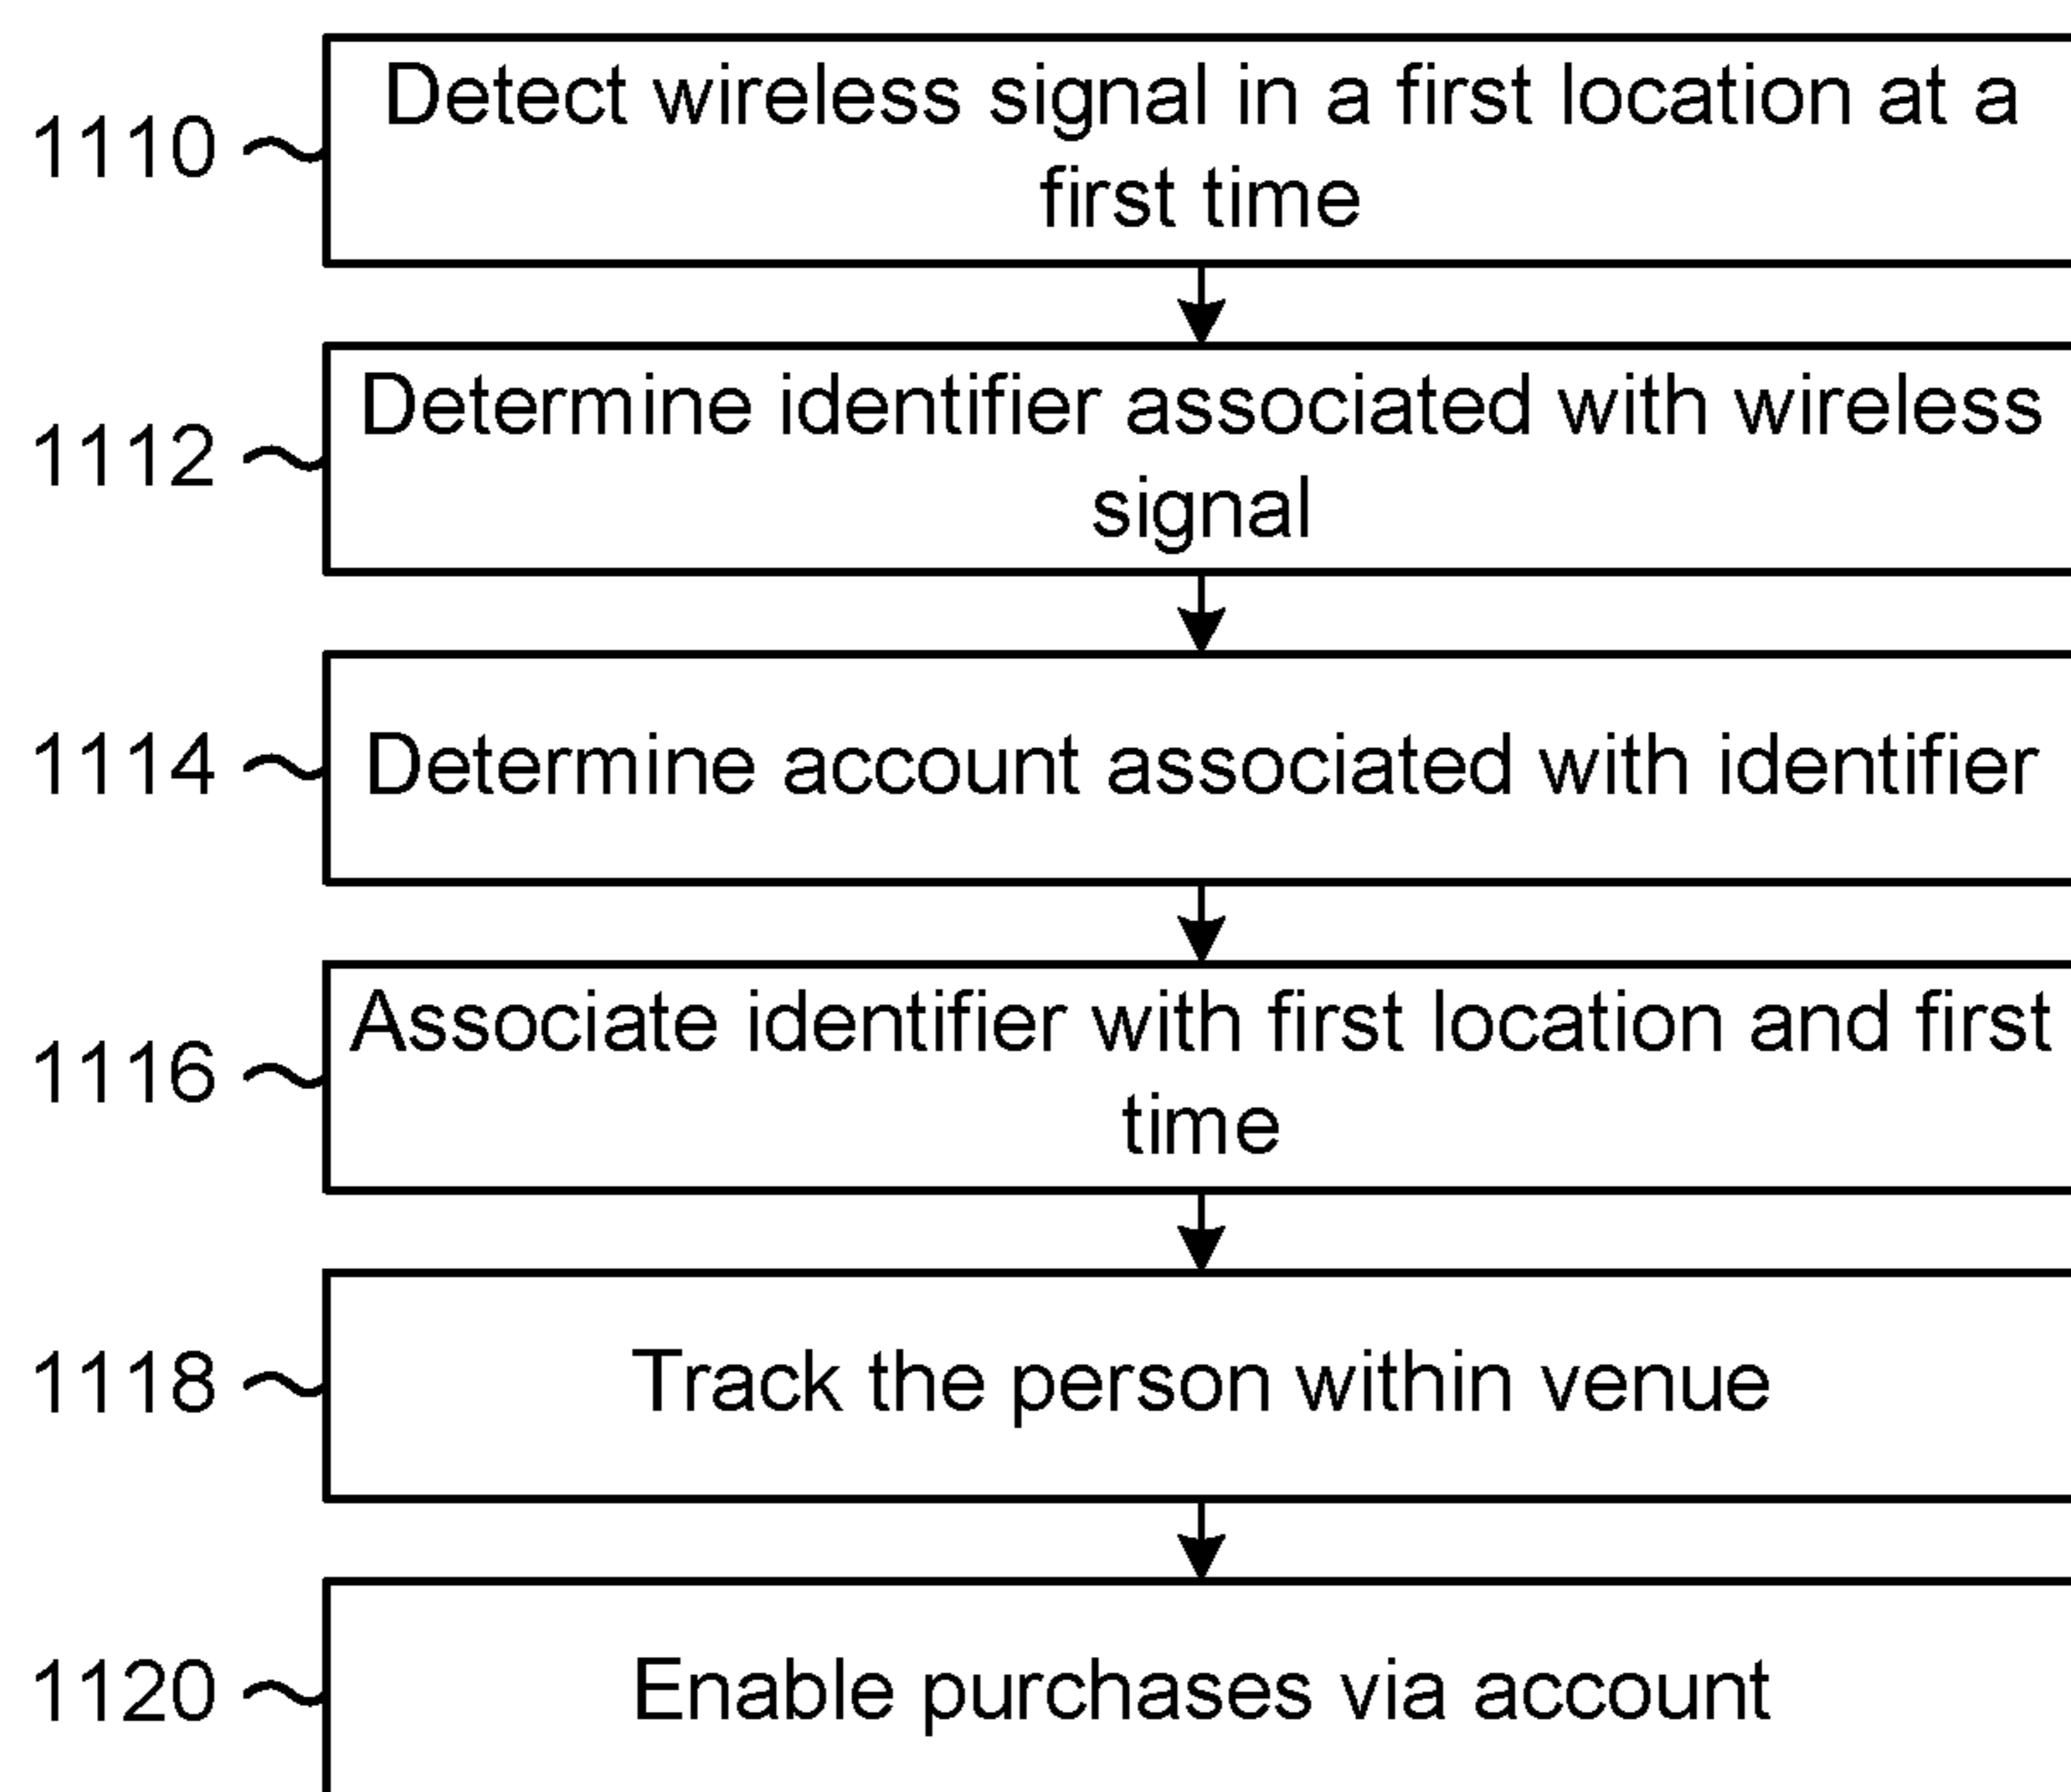 1110
Detect wireless signal in a first location at a
first time
1112
Determine identifier associated with wireless
signal
1114
Determine account associated with identifier
1116
Associate identifier with first location and first
time
1118
Track the person within venue
1120
Enable purchases via account